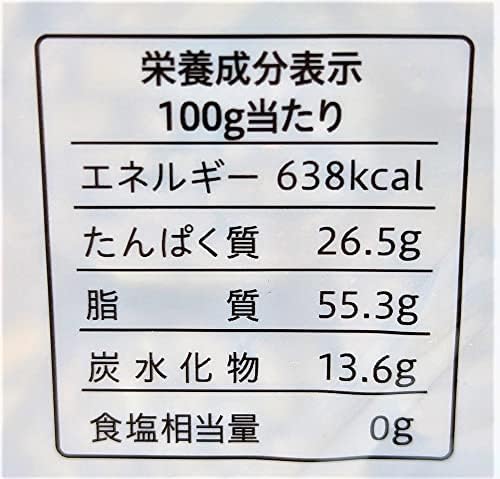 栄養成分表示
100g当たり
エネルギー 638kcal
たんぱく質 26.5g
脂質 55.3g
炭水化物 13.6g
食塩相当量 0g